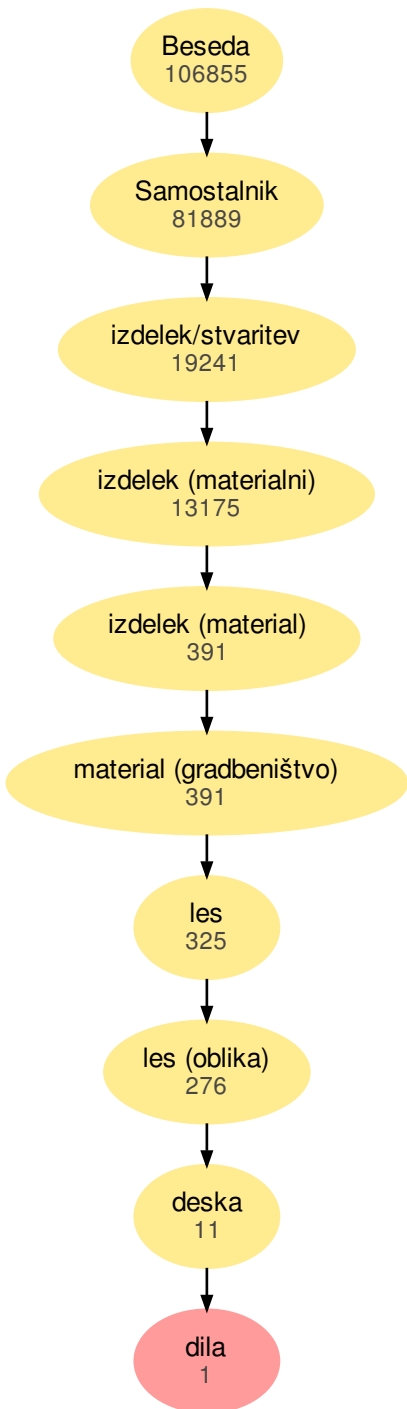 Beseda
106855
Samostalnik
81889
izdelek/stvaritev
19241
izdelek (materialni)
13175
izdelek (material)
391
material (gradbeništvo)
391
les
325
les (oblika)
276
deska
11
dila
1